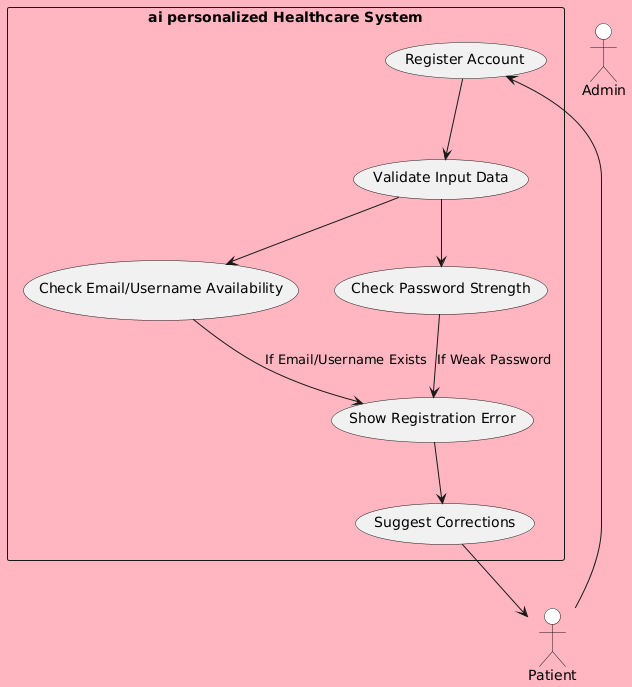 ai personalized Healthcare System
Register Account
Admin
Validate Input Data
Check Email/Username Availability
Check Password Strength
If Email/Username Exists
If Weak Password
Show Registration Error
Suggest Corrections
Patient